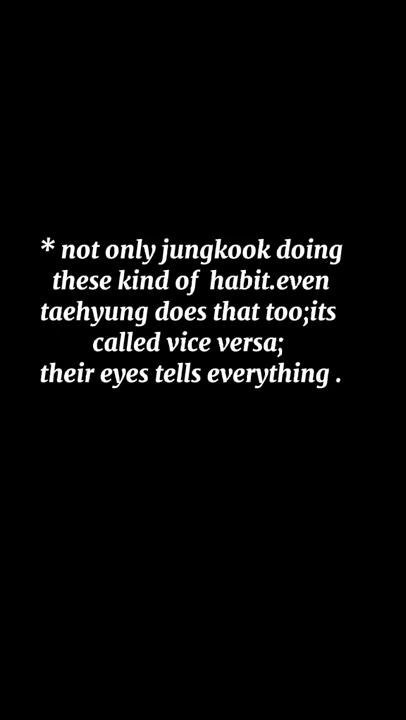 * not only jungkook doing
these kind of  habit.even
taehyung does that too;its
called vice versa;
their eyes tells everything .